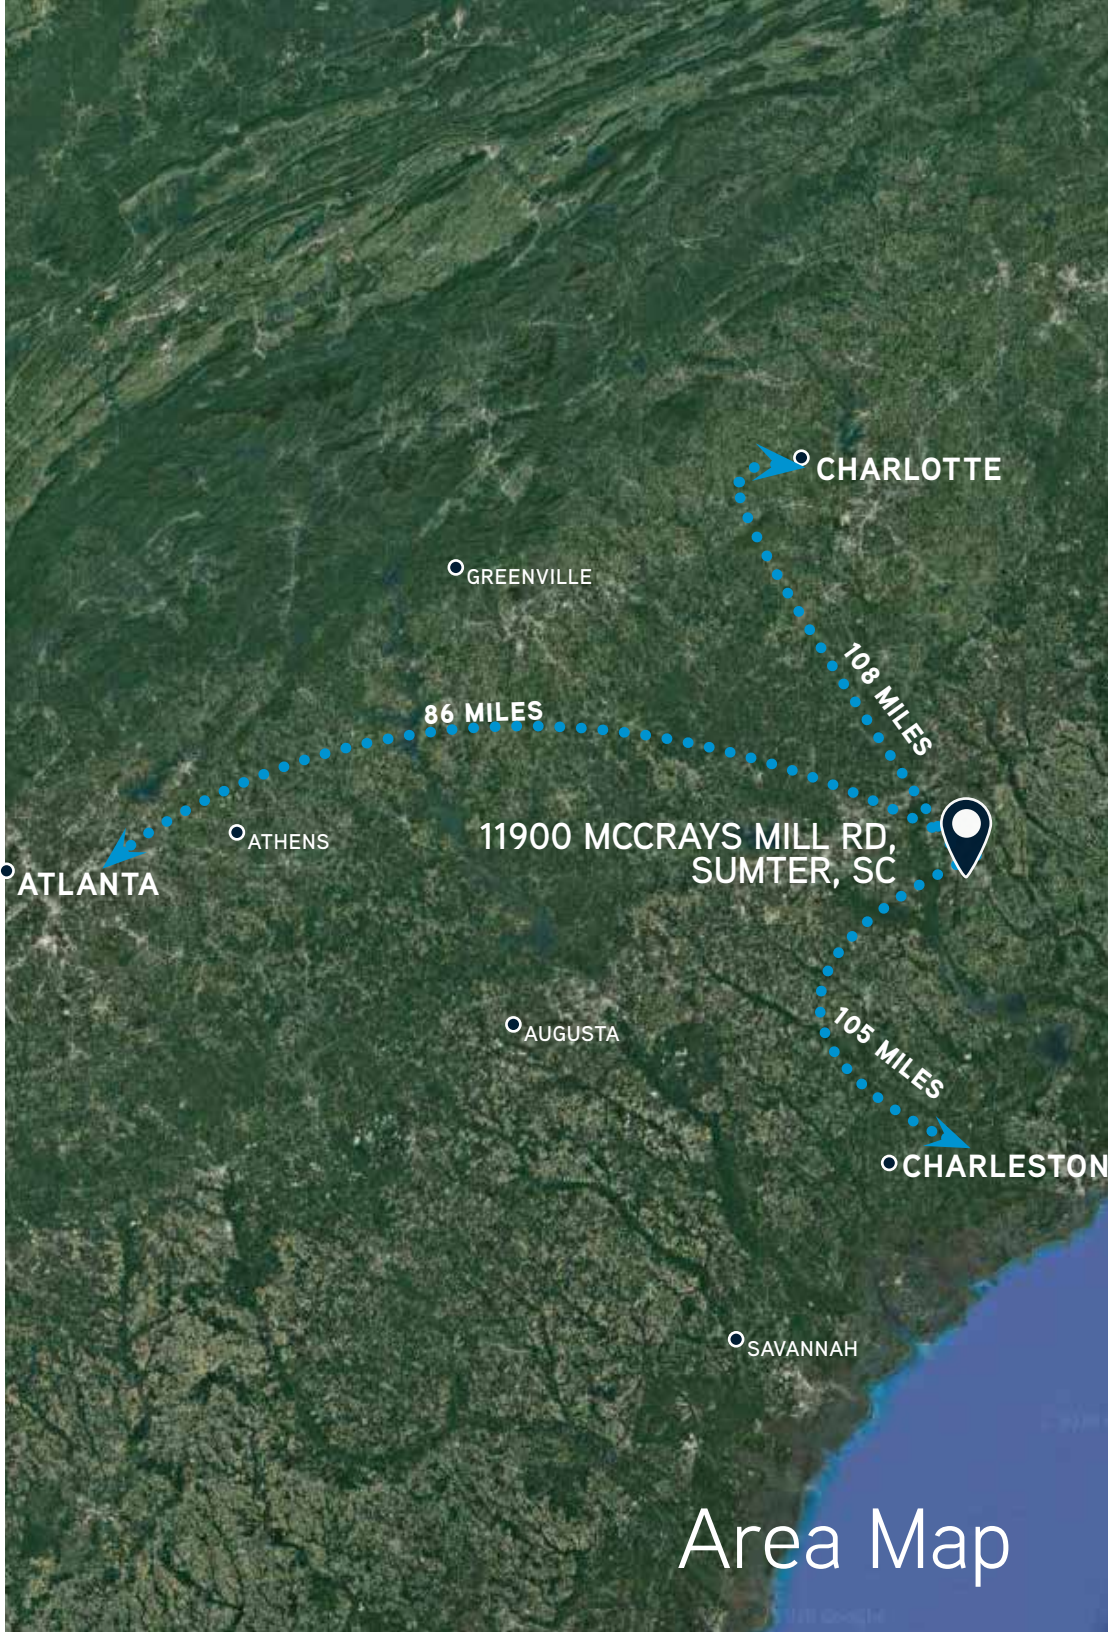 CHARLOTTE
GREENVILLE
108 MILES
86 MILES
ATHENS
11900 MCCRAYS MILL RD,
SUMTER, SC
ATLANTA
AUGUSTA
105 MILES
CHARLESTON
SAVANNAH
Area Map